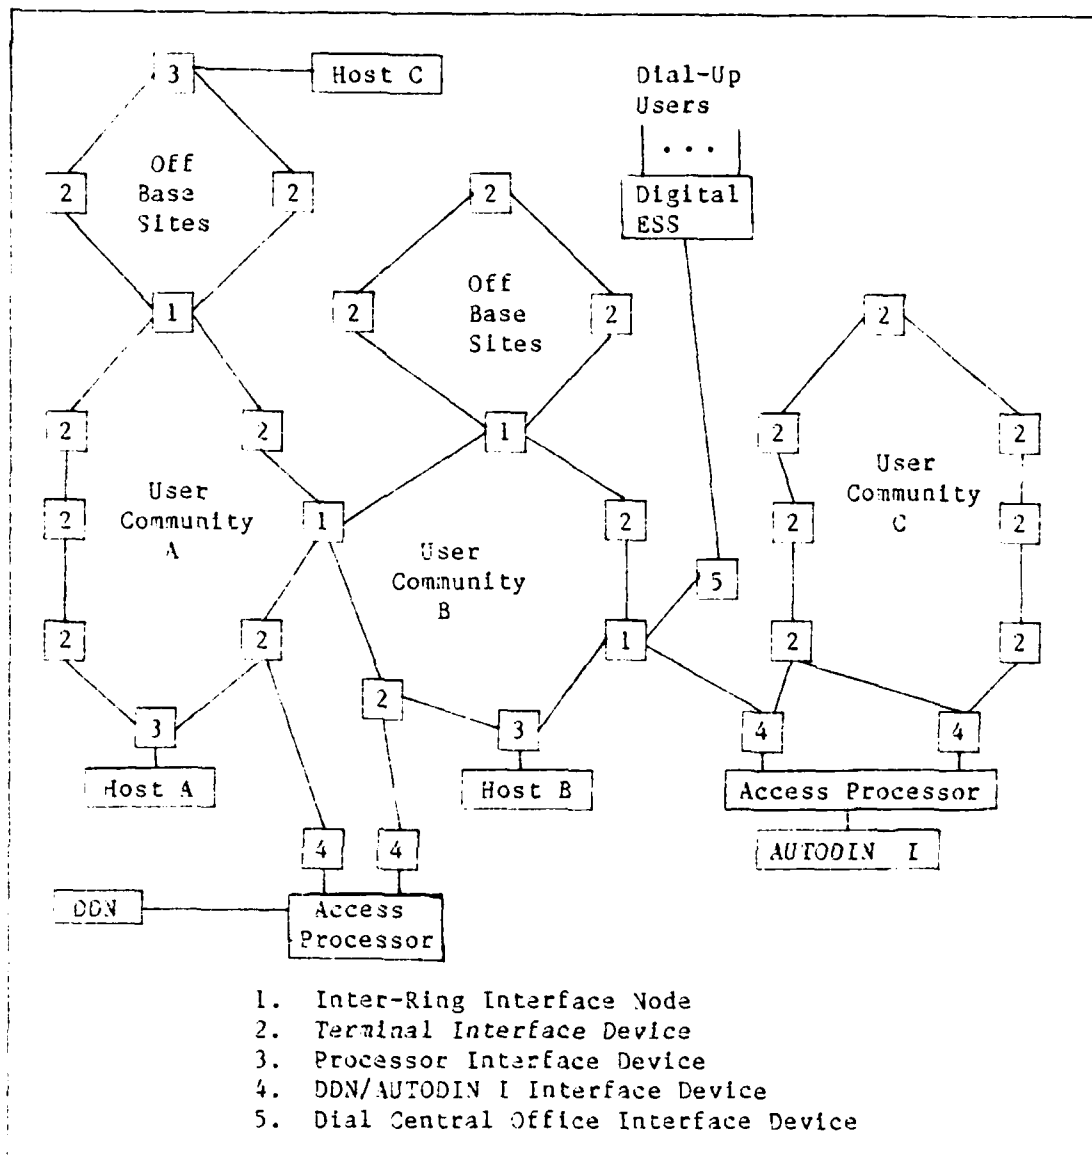 3
Host C
Dial-Up
Users
• • •
Digital
ESS
2
Off
Base
Sites
2
2
1
2
Off
Base
Sites
2
2
2
2
User
Community
A
2
1
2
2
User
Community
C
2
2
1
2
User
Community
B
2
5
2
2
2
2
1
2
2
3
2
3
4
4
Host A
Host B
Access Processor
4
4
AUTODIN I
DDN
Access
Processor
1. Inter-Ring Interface Node
2. Terminal Interface Device
3. Processor Interface Device
4. DDN/AUTODIN I Interface Device
5. Dial Central Office Interface Device